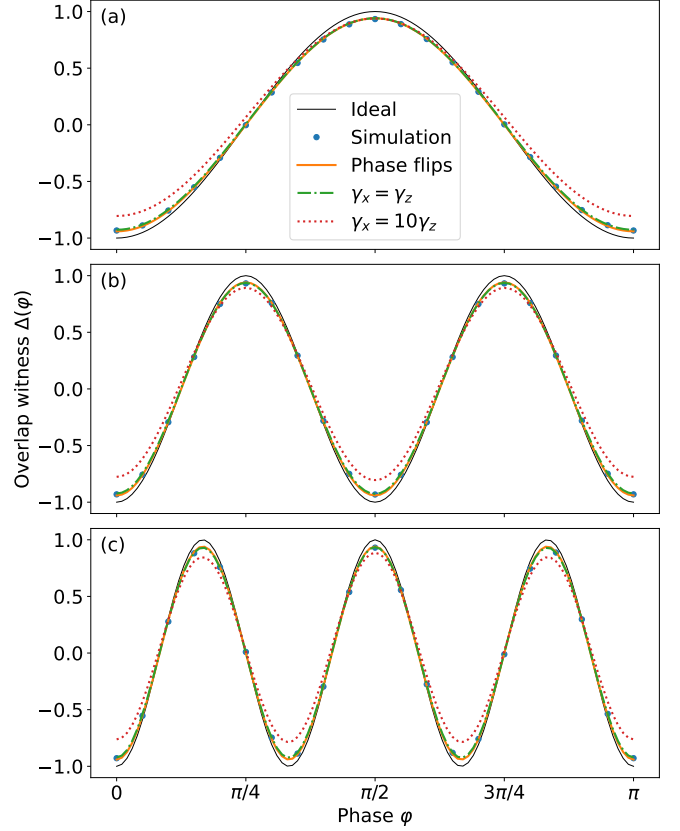 (a)
1.0
0.5
0.0
−0.5
−1.0
Ideal
Simulation
Phase flips
γx = γz
γx = 10γz
(b)
1.0
0.5
0.0
−0.5
−1.0
Overlap witness Δ(φ)
(c)
1.0
0.5
0.0
−0.5
−1.0
0 π/4 π/2 3π/4 π
Phase φ